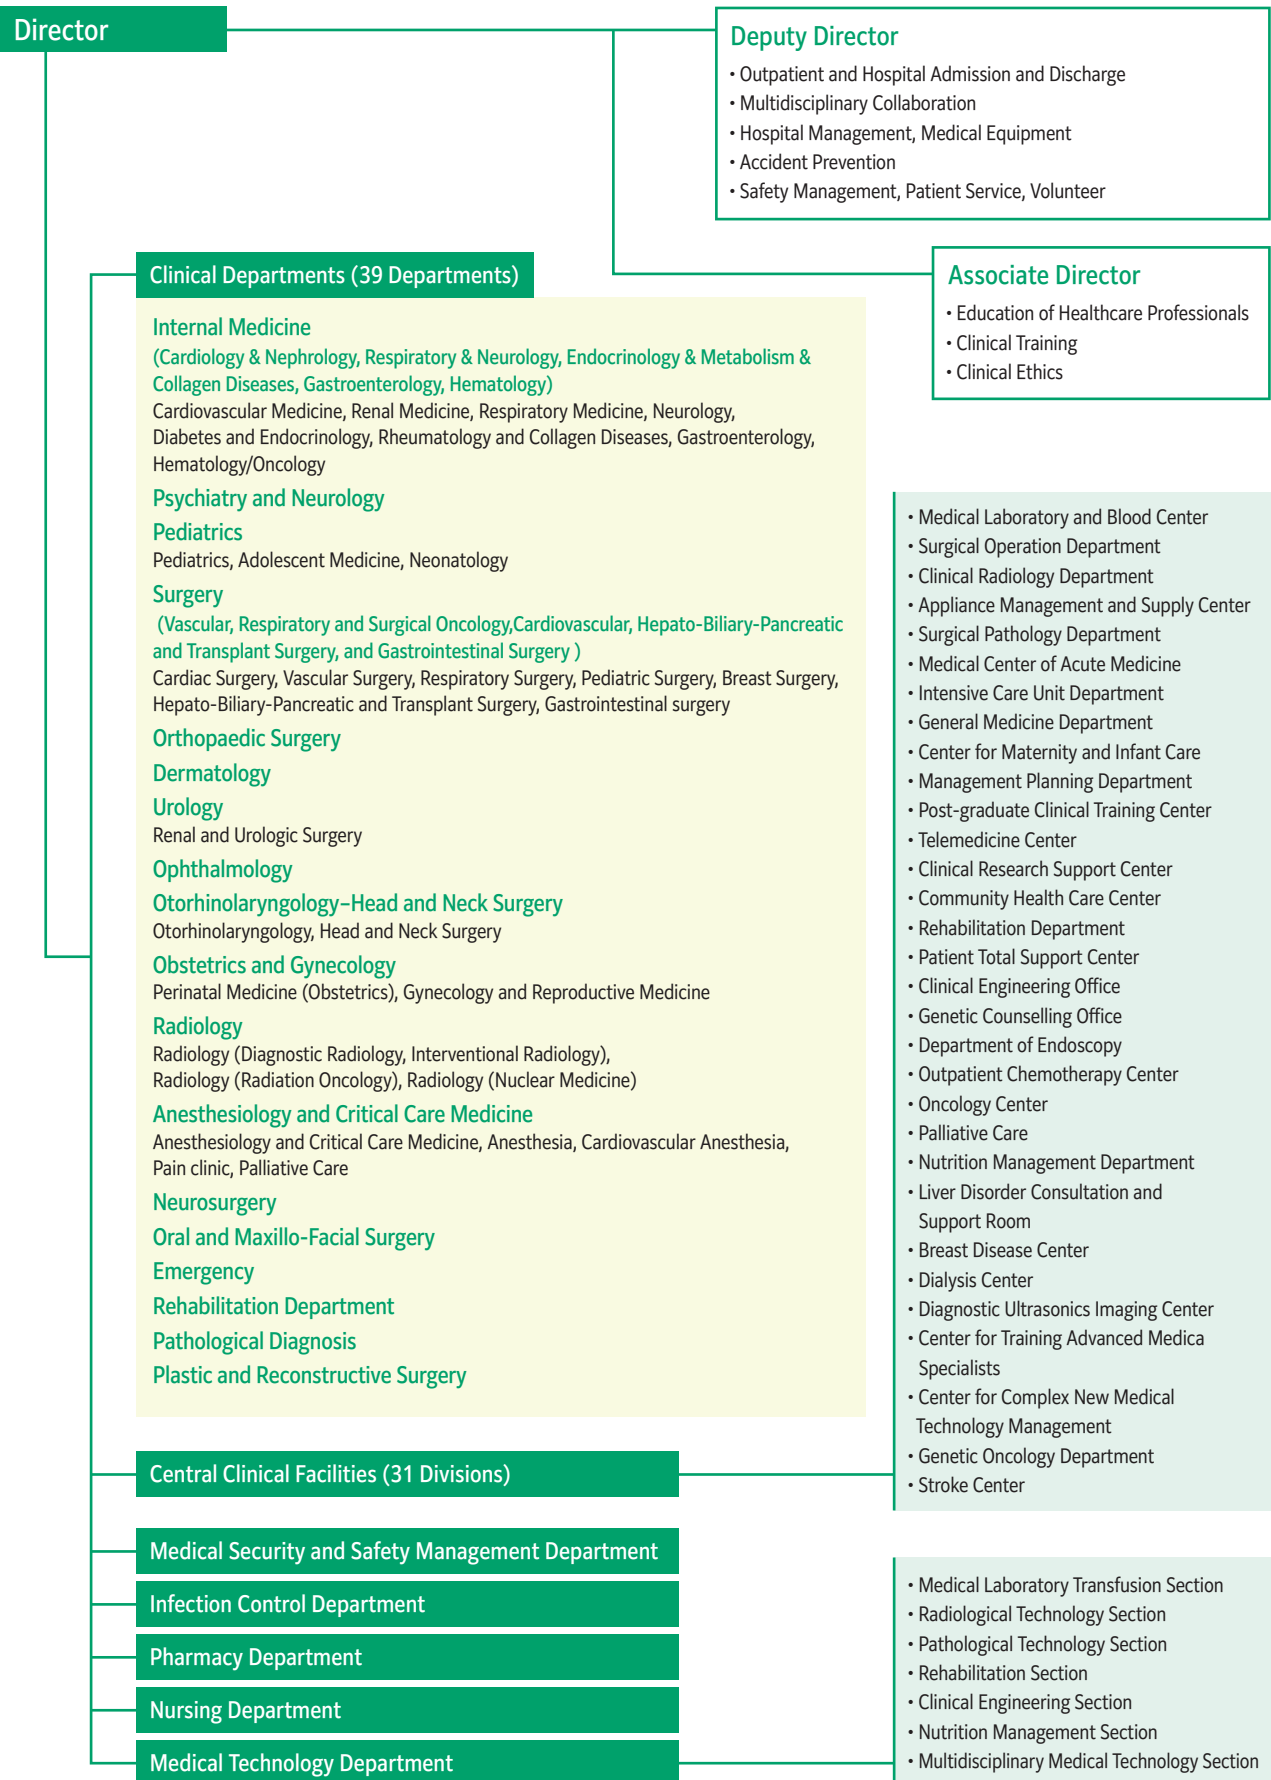 Director
Deputy Director
• Outpatient and Hospital Admission and Discharge
• Multidisciplinary Collaboration
• Hospital Management, Medical Equipment
• Accident Prevention
• Safety Management, Patient Service, Volunteer
Associate Director
• Education of Healthcare Professionals
• Clinical Training
• Clinical Ethics
Clinical Departments (39 Departments)
Internal Medicine
(Cardiology & Nephrology, Respiratory & Neurology, Endocrinology & Metabolism &
Collagen Diseases, Gastroenterology, Hematology)
Cardiovascular Medicine, Renal Medicine, Respiratory Medicine, Neurology,
Diabetes and Endocrinology, Rheumatology and Collagen Diseases, Gastroenterology,
Hematology/Oncology
Psychiatry and Neurology
Pediatrics
Pediatrics, Adolescent Medicine, Neonatology
Surgery
(Vascular, Respiratory and Surgical Oncology,Cardiovascular, Hepato-Biliary-Pancreatic
and Transplant Surgery, and Gastrointestinal Surgery )
Cardiac Surgery, Vascular Surgery, Respiratory Surgery, Pediatric Surgery, Breast Surgery,
Hepato-Biliary-Pancreatic and Transplant Surgery, Gastrointestinal surgery
Orthopaedic Surgery
Dermatology
Urology
Renal and Urologic Surgery
Ophthalmology
Otorhinolaryngology–Head and Neck Surgery
Otorhinolaryngology, Head and Neck Surgery
Obstetrics and Gynecology
Perinatal Medicine (Obstetrics), Gynecology and Reproductive Medicine
Radiology
Radiology (Diagnostic Radiology, Interventional Radiology),
Radiology (Radiation Oncology), Radiology (Nuclear Medicine)
Anesthesiology and Critical Care Medicine
Anesthesiology and Critical Care Medicine, Anesthesia, Cardiovascular Anesthesia,
Pain clinic, Palliative Care
Neurosurgery
Oral and Maxillo-Facial Surgery
Emergency
Rehabilitation Department
Pathological Diagnosis
Plastic and Reconstructive Surgery
Central Clinical Facilities (31 Divisions)
• Medical Laboratory and Blood Center
• Surgical Operation Department
• Clinical Radiology Department
• Appliance Management and Supply Center
• Surgical Pathology Department
• Medical Center of Acute Medicine
• Intensive Care Unit Department
• General Medicine Department
• Center for Maternity and Infant Care
• Management Planning Department
• Post-graduate Clinical Training Center
• Telemedicine Center
• Clinical Research Support Center
• Community Health Care Center
• Rehabilitation Department
• Patient Total Support Center
• Clinical Engineering Office
• Genetic Counselling Office
• Department of Endoscopy
• Outpatient Chemotherapy Center
• Oncology Center
• Palliative Care
• Nutrition Management Department
• Liver Disorder Consultation and
Support Room
• Breast Disease Center
• Dialysis Center
• Diagnostic Ultrasonics Imaging Center
• Center for Training Advanced Medica
Specialists
• Center for Complex New Medical
Technology Management
• Genetic Oncology Department
• Stroke Center
Medical Security and Safety Management Department
Infection Control Department
Pharmacy Department
Nursing Department
Medical Technology Department
• Medical Laboratory Transfusion Section
• Radiological Technology Section
• Pathological Technology Section
• Rehabilitation Section
• Clinical Engineering Section
• Nutrition Management Section
• Multidisciplinary Medical Technology Section